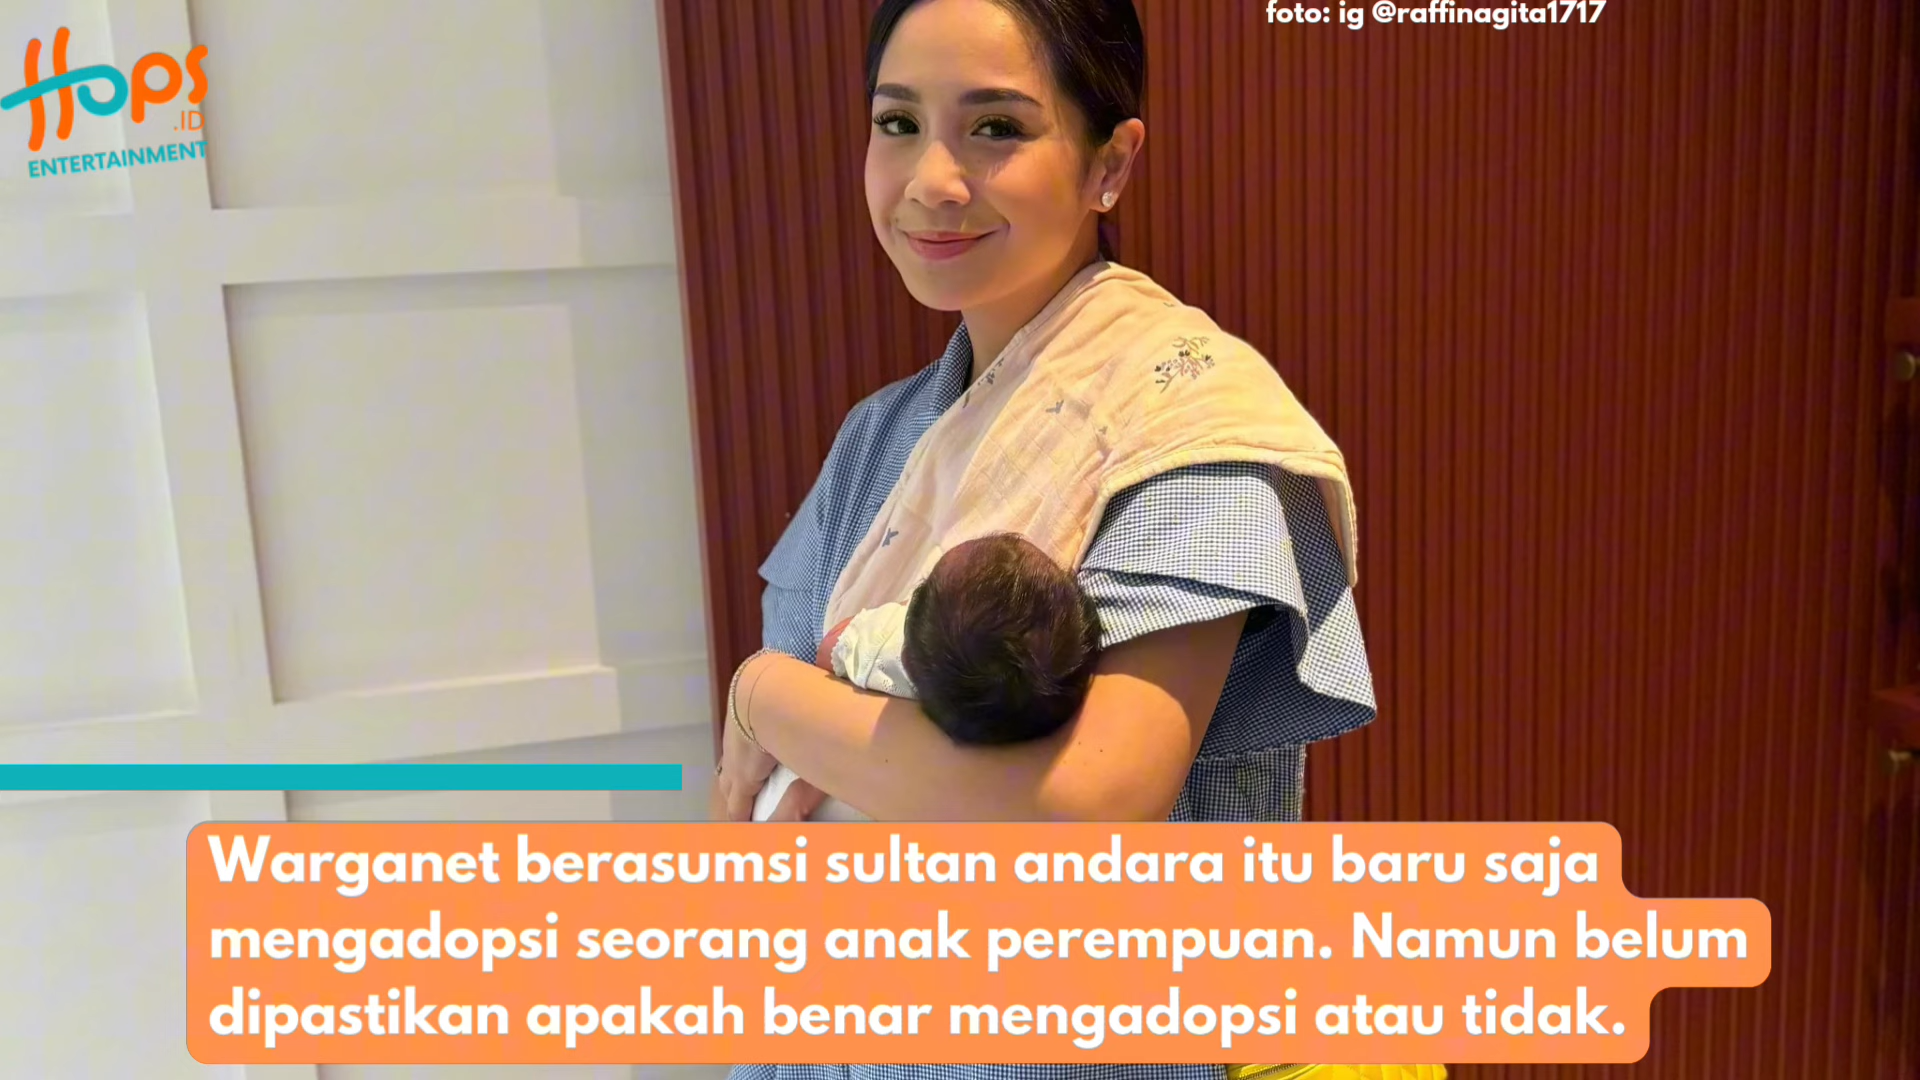 foto: ig @raffinagita1717
Hops
.ID
ENTERTAINMENT
Warganet berasumsi sultan andara itu baru saja
mengadopsi seorang anak perempuan. Namun belum
dipastikan apakah benar mengadopsi atau tidak.